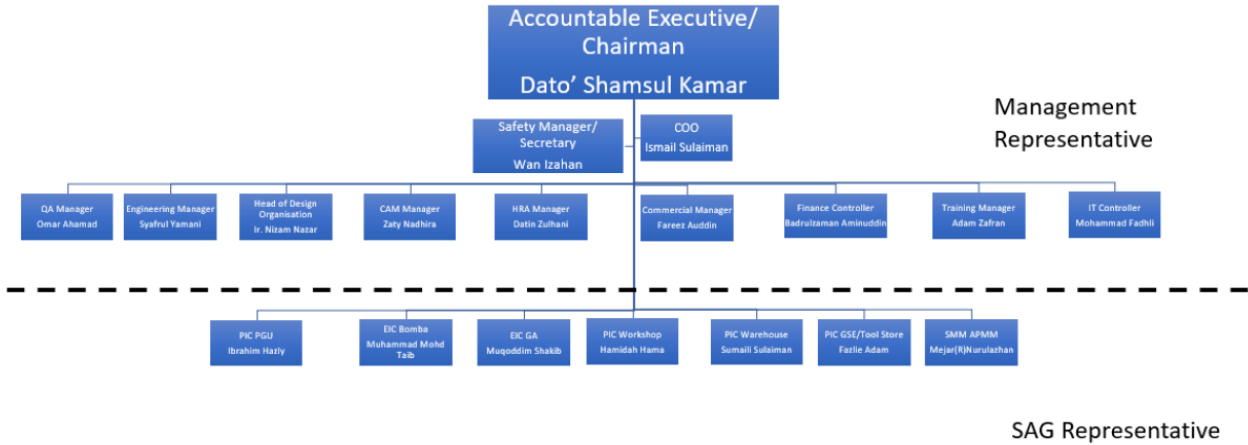 Accountable Executive/
Chairman
Dato' Shamsul Kamar
Management
Representative
Safety Manager/
Secretary
Wan Izahan
COO
Ismail Sulaiman
QA Manager
Omar Ahamad
Engineering Manager
Syafrul Yamani
Head of Design
Organisation
Ir. Nizam Nazar
CAM Manager
Zaty Nadhira
HRA Manager
Datin Zulhani
Commercial Manager
Fareez Auddin
Finance Controller
Badrulzaman Aminuddin
Training Manager
Adam Zafran
IT Controller
Mohammad Fadhli
PIC PGU
Ibrahim Hazly
EIC Bomba
Muhammad Mohd
Taib
EIC GA
Muqoddim Shakib
PIC Workshop
Hamidah Hama
PIC Warehouse
Sumaili Sulaiman
PIC GSE/Tool Store
Fazlie Adam
SMM APMM
Mejar(R)Nurulazhan
SAG Representative